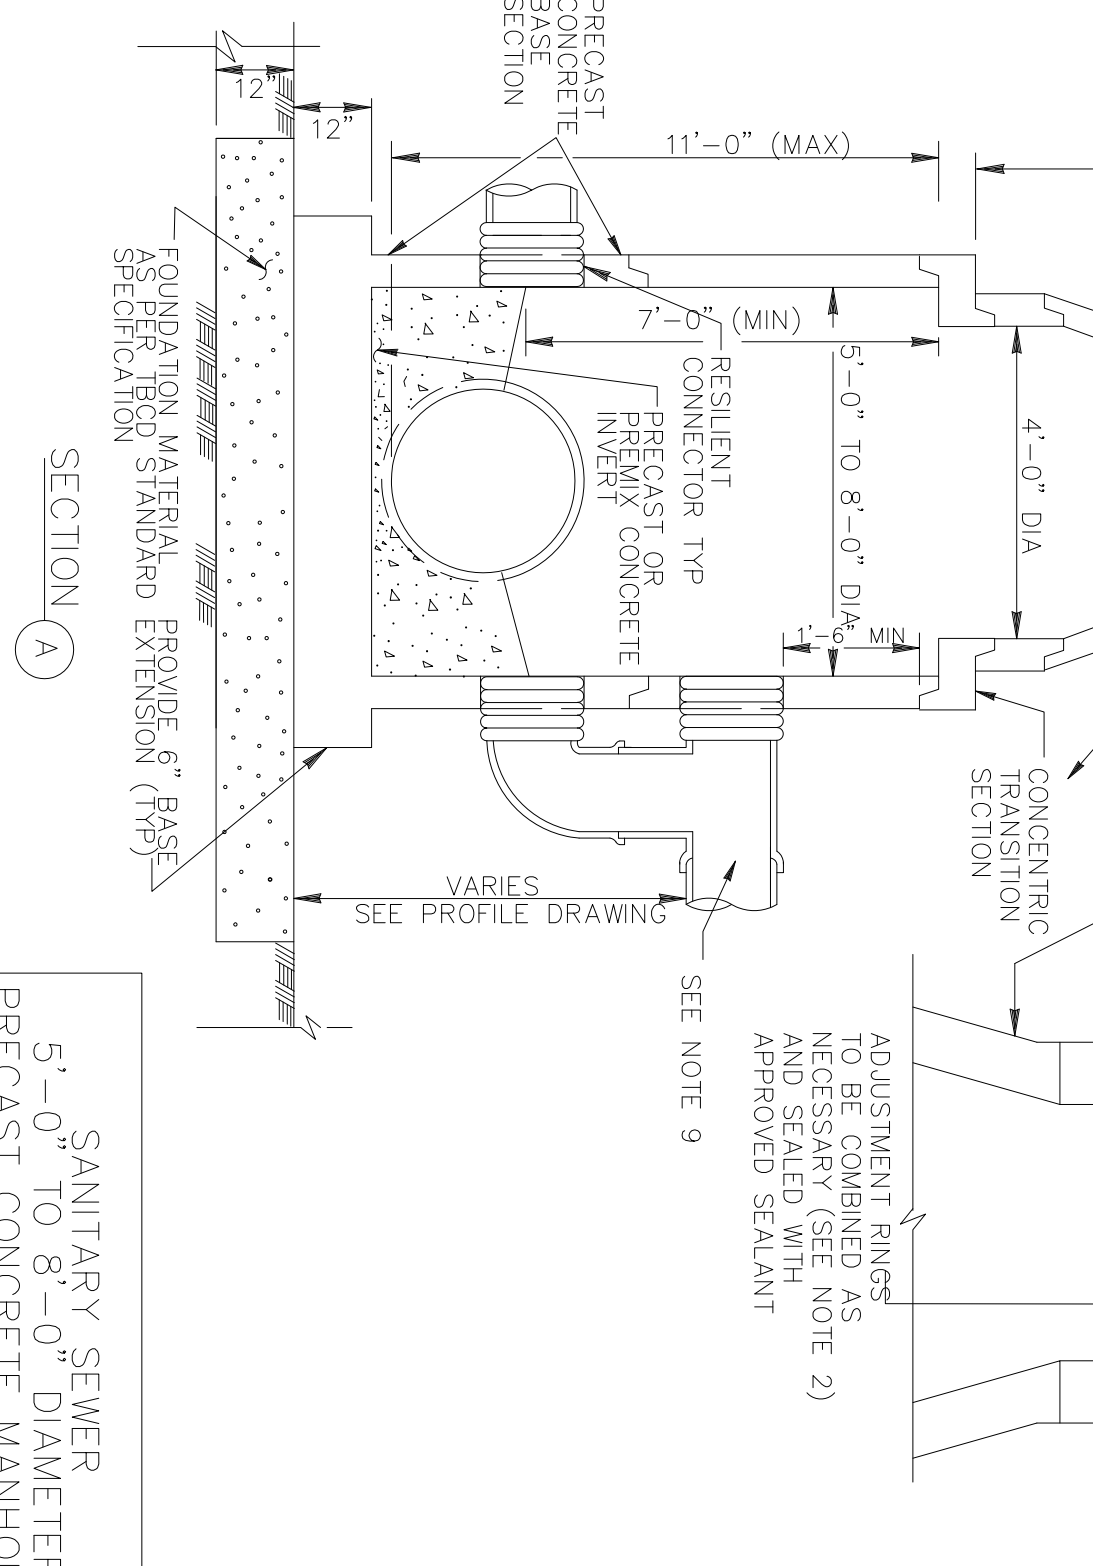 PRECAST
CONCRETE
BASE
SECTION
12"
12"
11'-0" (MAX)
7'-0" (MIN)
5'-0" TO 8'-0" DIA
4'-0" DIA
1'-6" MIN
RESILIENT
CONNECTOR TYP
PRECAST OR
PREMIX CONCRETE
INVERT
CONCENTRIC
TRANSITION
SECTION
FOUNDATION MATERIAL
AS PER TBCD STANDARD
SPECIFICATION
PROVIDE 6" BASE
EXTENSION (TYP)
VARIES
SEE PROFILE DRAWING
SEE NOTE 9
ADJUSTMENT RINGS
TO BE COMBINED AS
NECESSARY (SEE NOTE 2)
AND SEALED WITH
APPROVED SEALANT
SECTION
A
SANITARY SEWER
5'-0" TO 8'-0" DIAMETER
PRECAST CONCRETE MANHOL